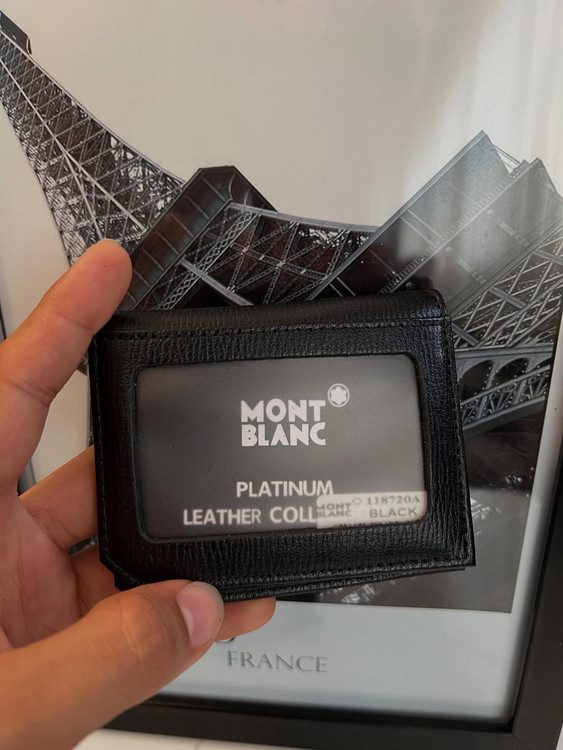 MONT
BLANC
PLATINUM
LEATHER COLL
MONT
BLANC
118720A
BLACK
FRANCE